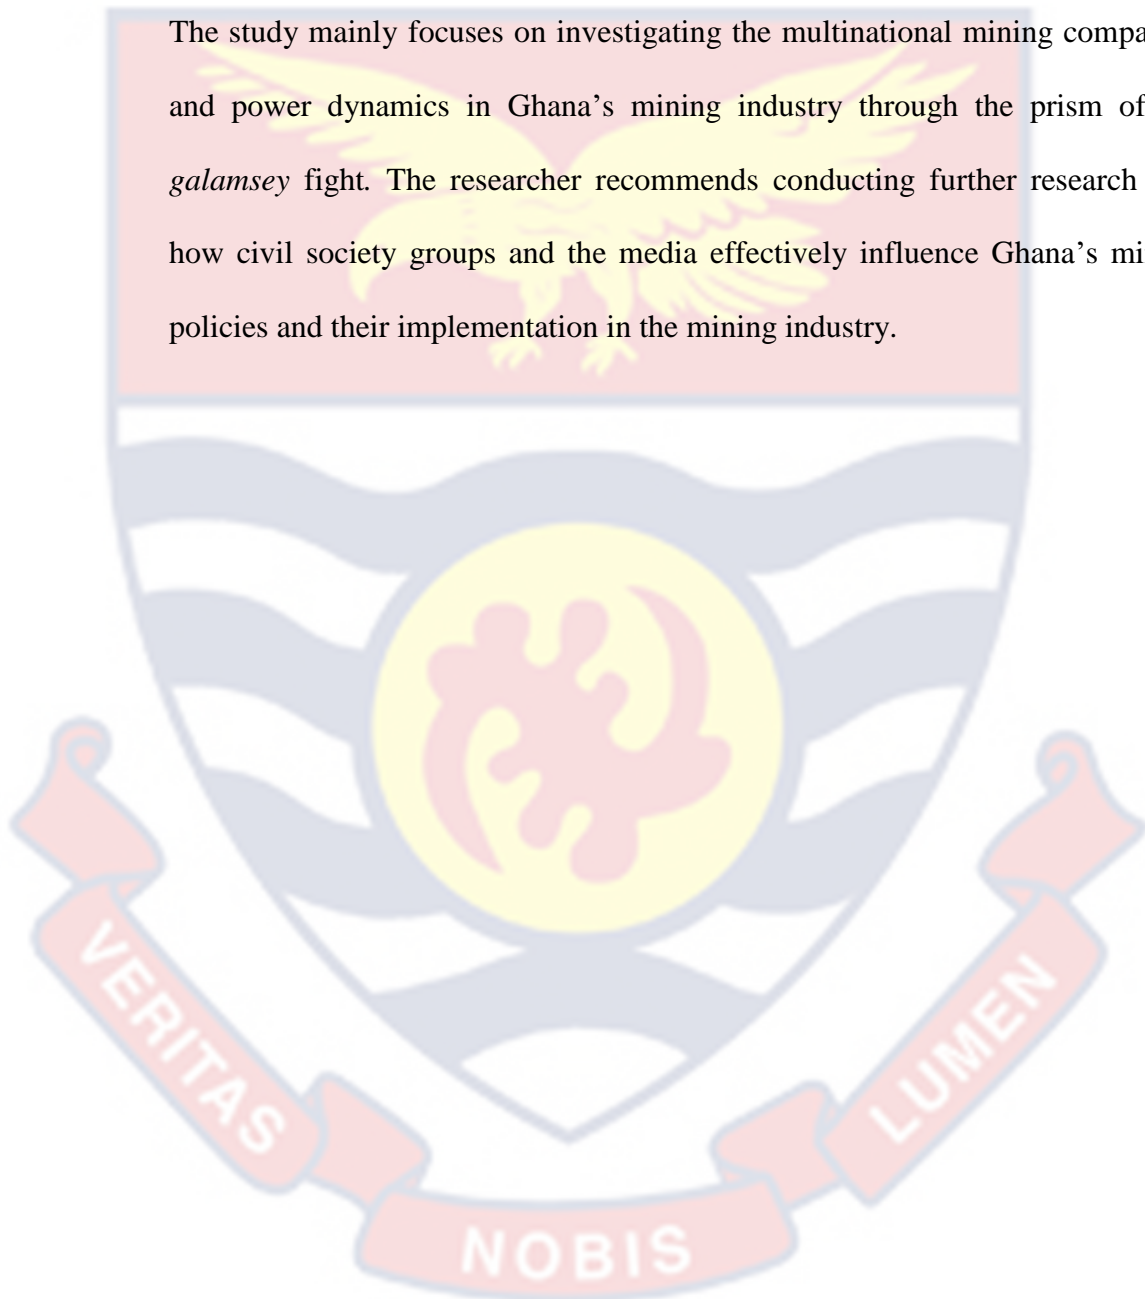 The study mainly focuses on investigating the multinational mining compa
and power dynamics in Ghana’s mining industry through the prism of
galamsey fight. The researcher recommends conducting further research
how civil society groups and the media effectively influence Ghana’s mi
policies and their implementation in the mining industry.
VERITAS
NOBIS
LUMEN